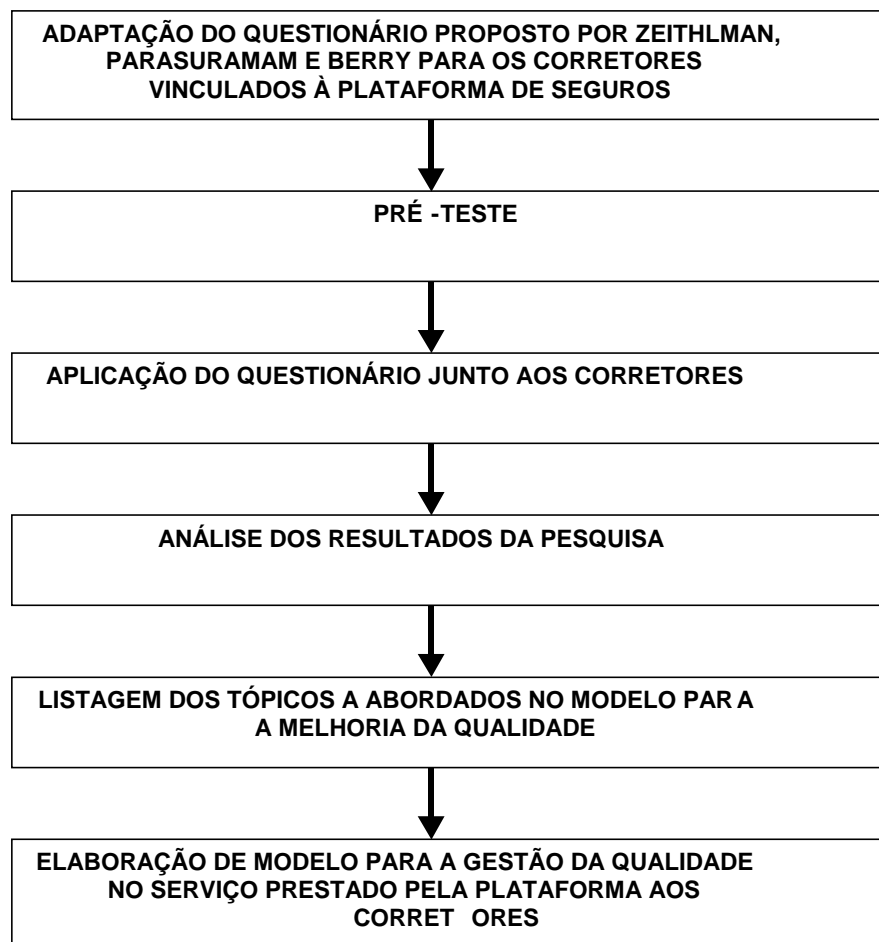 ADAPTAÇÃO DO QUESTIONÁRIO PROPOSTO POR ZEITHLMAN,
PARASURAMAM E BERRY PARA OS CORRETORES
VINCULADOS À PLATAFORMA DE SEGUROS
PRÉ -TESTE
APLICAÇÃO DO QUESTIONÁRIO JUNTO AOS CORRETORES
ANÁLISE DOS RESULTADOS DA PESQUISA
LISTAGEM DOS TÓPICOS A ABORDADOS NO MODELO PAR A
A MELHORIA DA QUALIDADE
ELABORAÇÃO DE MODELO PARA A GESTÃO DA QUALIDADE
NO SERVIÇO PRESTADO PELA PLATAFORMA AOS
CORRET ORES